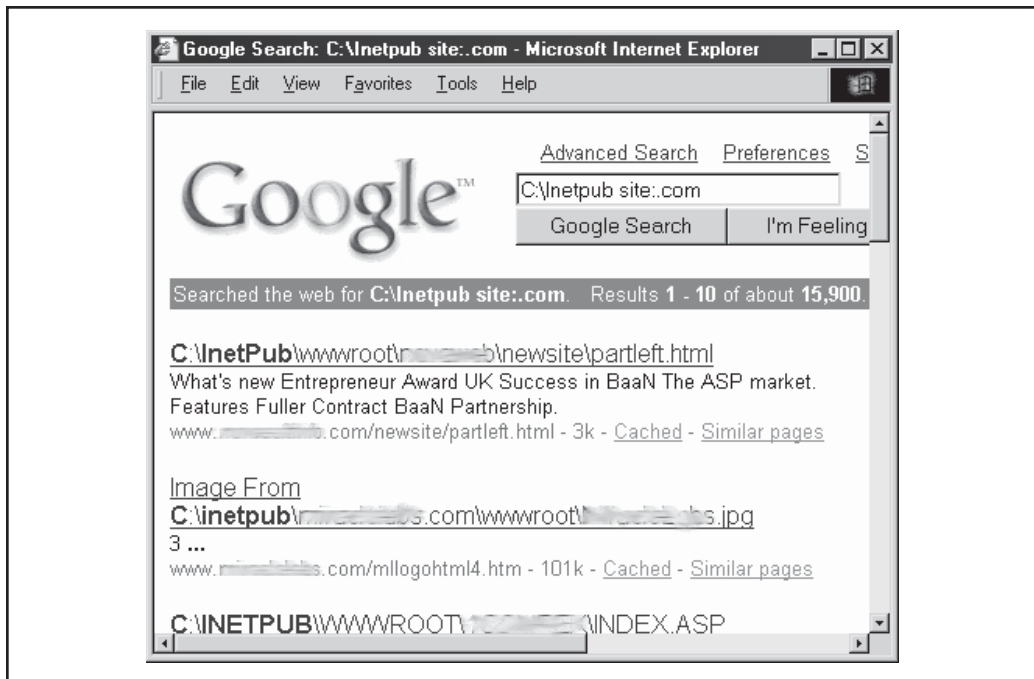 Google Search: C:\Inetpub site:.com - Microsoft Internet Explorer
File Edit View Favorites Tools Help
Advanced Search Preferences S
Google™
C:\Inetpub site:.com
Google Search I'm Feeling
Searched the web for C:\Inetpub site:.com. Results 1 - 10 of about 15,900.
C:\InetPub\wwwroot\ \newsite\partleft.html
What's new Entrepreneur Award UK Success in BaaN The ASP market.
Features Fuller Contract BaaN Partnership.
www. .com/newsite/partleft.html - 3k - Cached - Similar pages
Image From
C:\inetpub\ .com\wwwroot\ .jpg
3 ...
www. .com/mllogohtml4.htm - 101k - Cached - Similar pages
C:\INETPUB\WWWROOT\ \INDEX.ASP